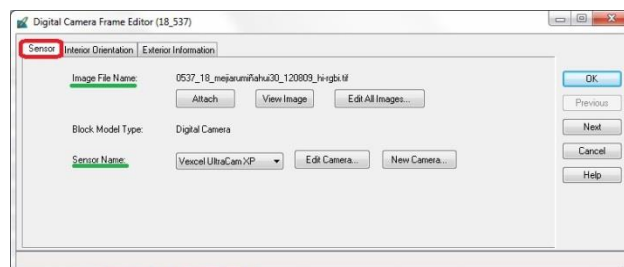 Digital Camera Frame Editor (18_537)
Sensor Interior Orientation Exterior Information
Image File Name: 0537_18_mejiarumiñahui30_120809_hi-rgbi.tif
Attach View Image Edit All Images...
Block Model Type: Digital Camera
Sensor Name: Vexcel UltraCam XP Edit Camera... New Camera...
OK
Previous
Next
Cancel
Help